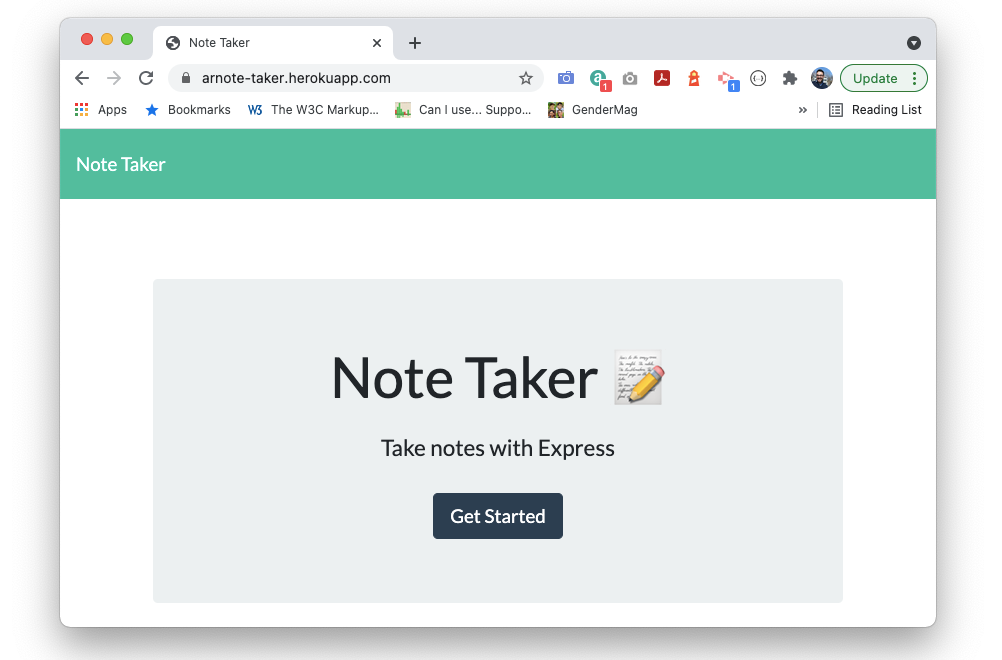 Note Taker
arnote-taker.herokuapp.com
1
1
Update
Apps
Bookmarks
W3
The W3C Markup...
Can I use... Suppo...
GenderMag
»
Reading List
Note Taker
Note Taker 📝
Take notes with Express
Get Started